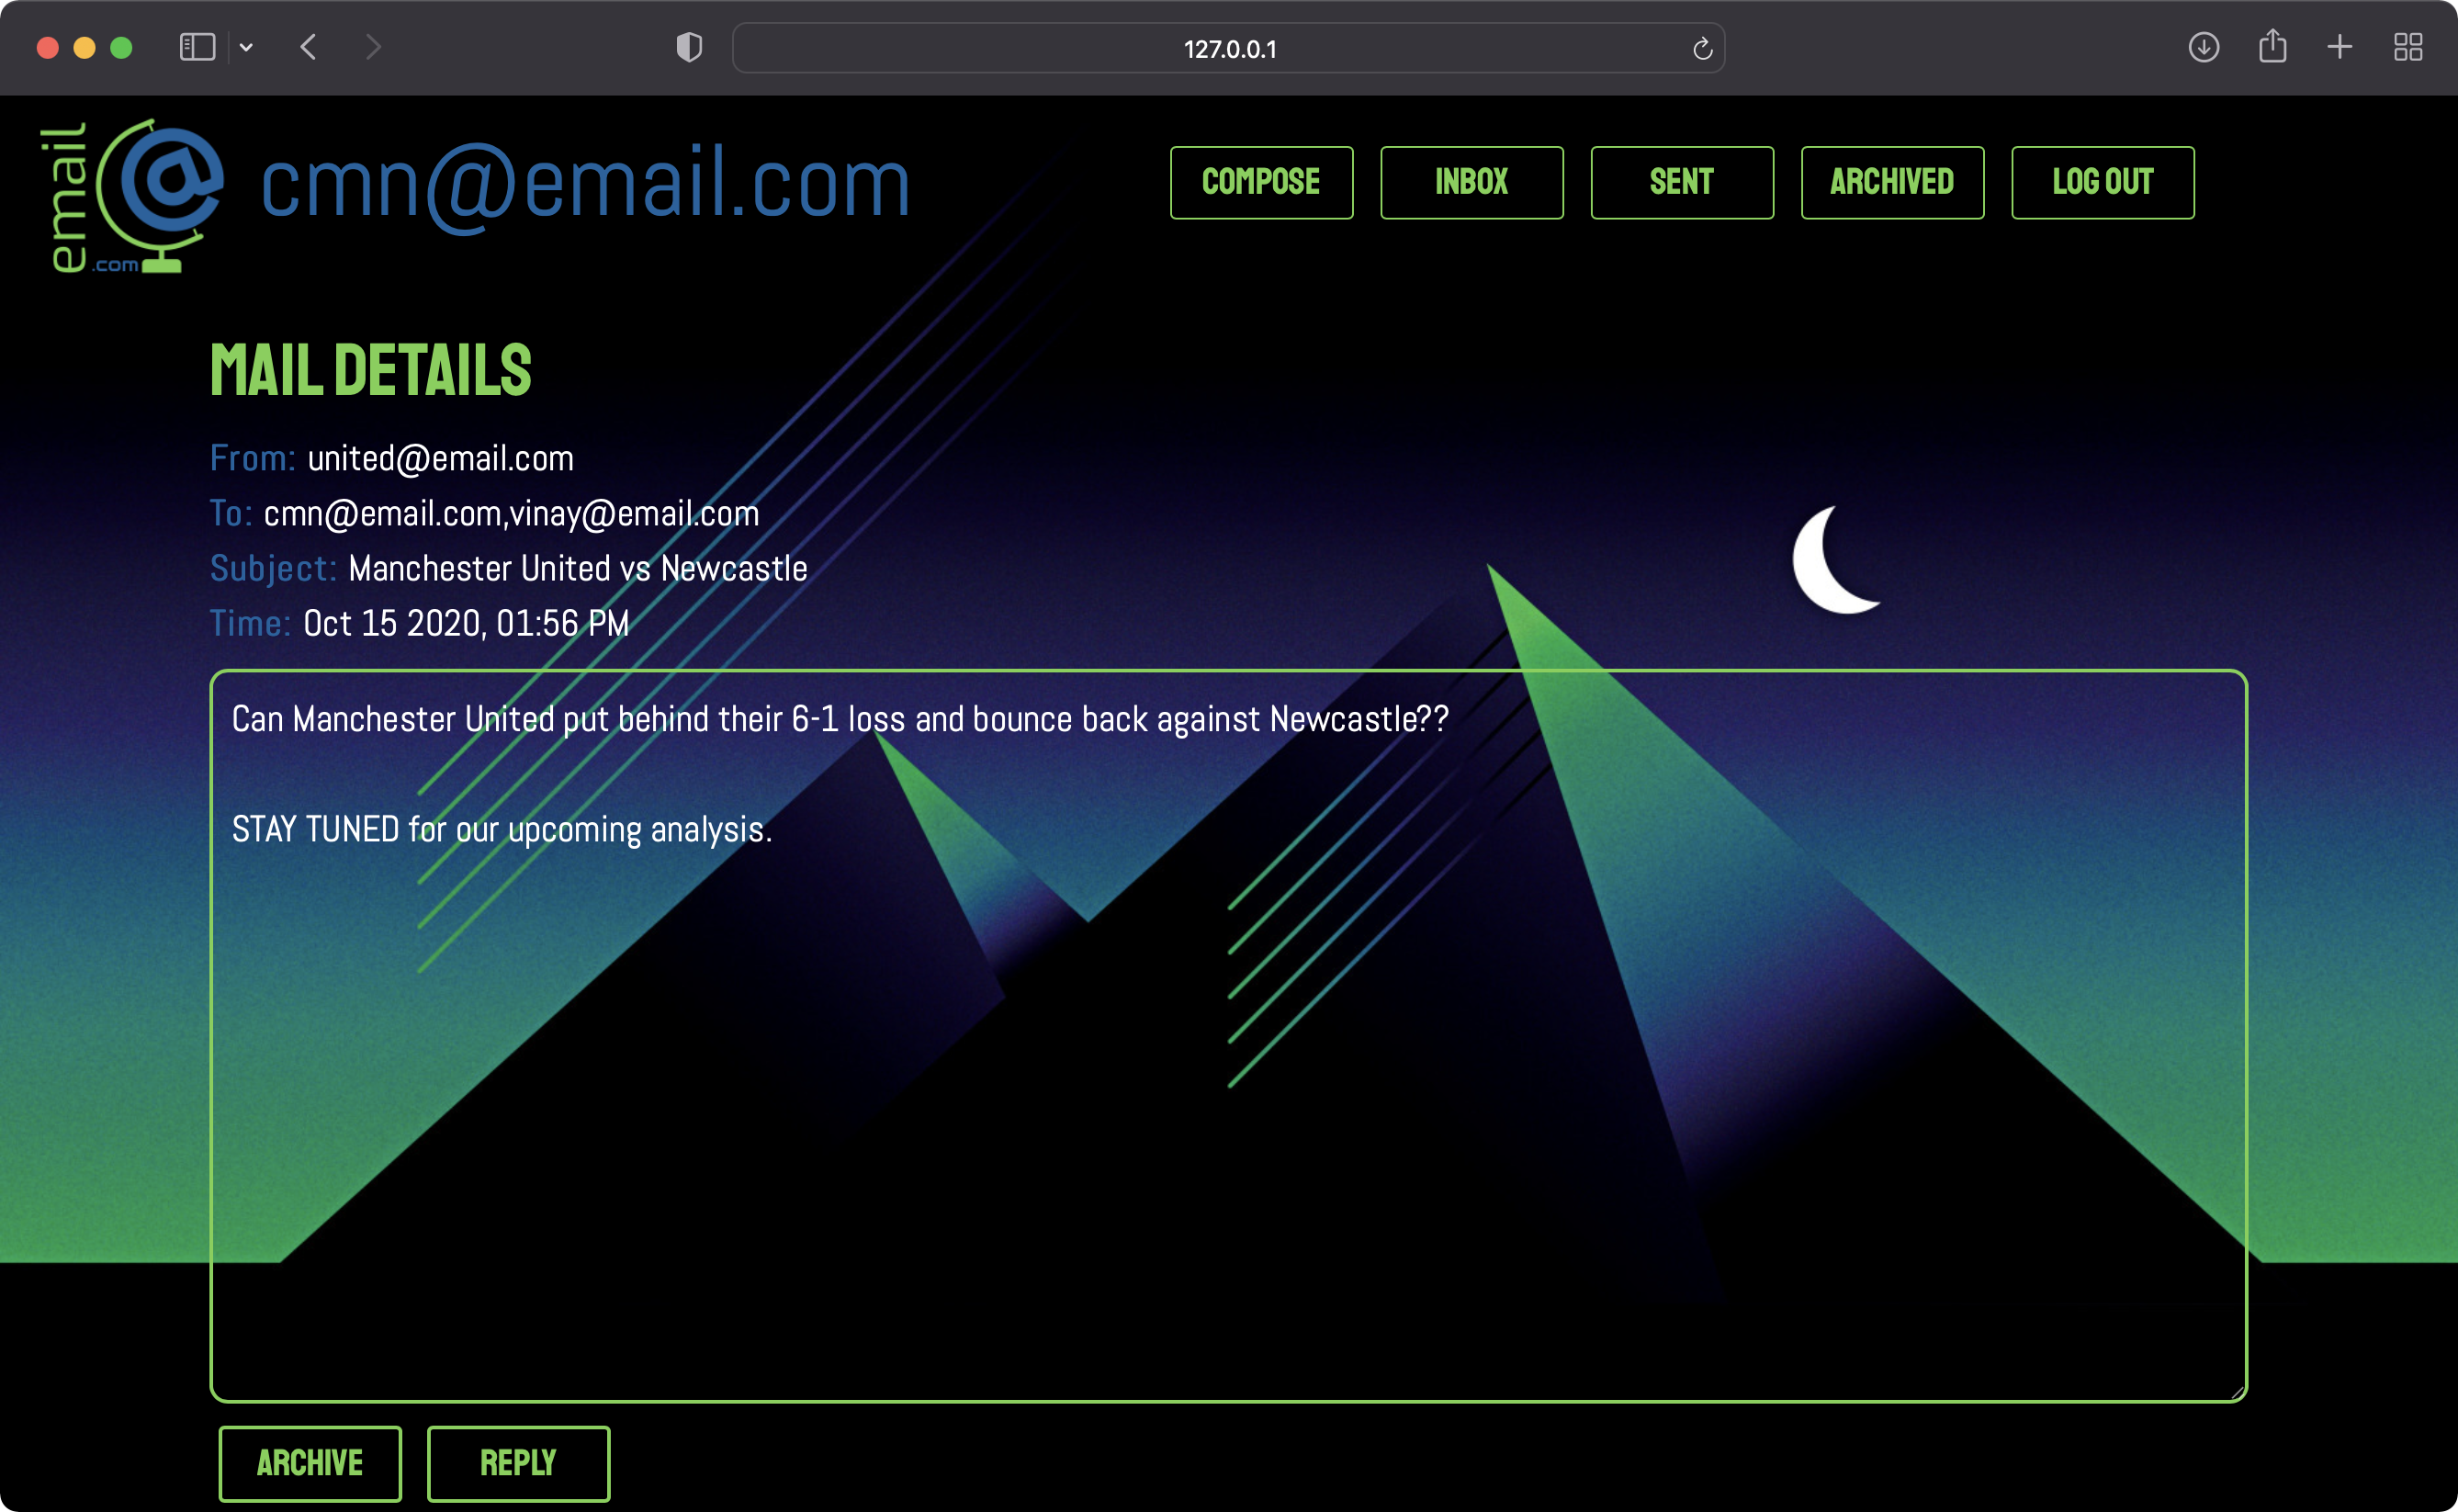 127.0.0.1
email
.com
cmn@email.com
COMPOSE
INBOX
SENT
ARCHIVED
LOG OUT
MAIL DETAILS
From: united@email.com
To: cmn@email.com,vinay@email.com
Subject: Manchester United vs Newcastle
Time: Oct 15 2020, 01:56 PM
Can Manchester United put behind their 6-1 loss and bounce back against Newcastle??
STAY TUNED for our upcoming analysis.
ARCHIVE
REPLY